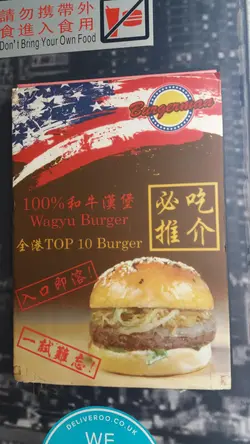 請勿携帶外
食進入食用
Don't Bring Your Own Food
Burgerman
100%和牛漢堡
Wagyu Burger
全港TOP 10 Burger
必吃
推介
入口即溶!
一試難忘!
DELIVEROO.CO.UK
WE